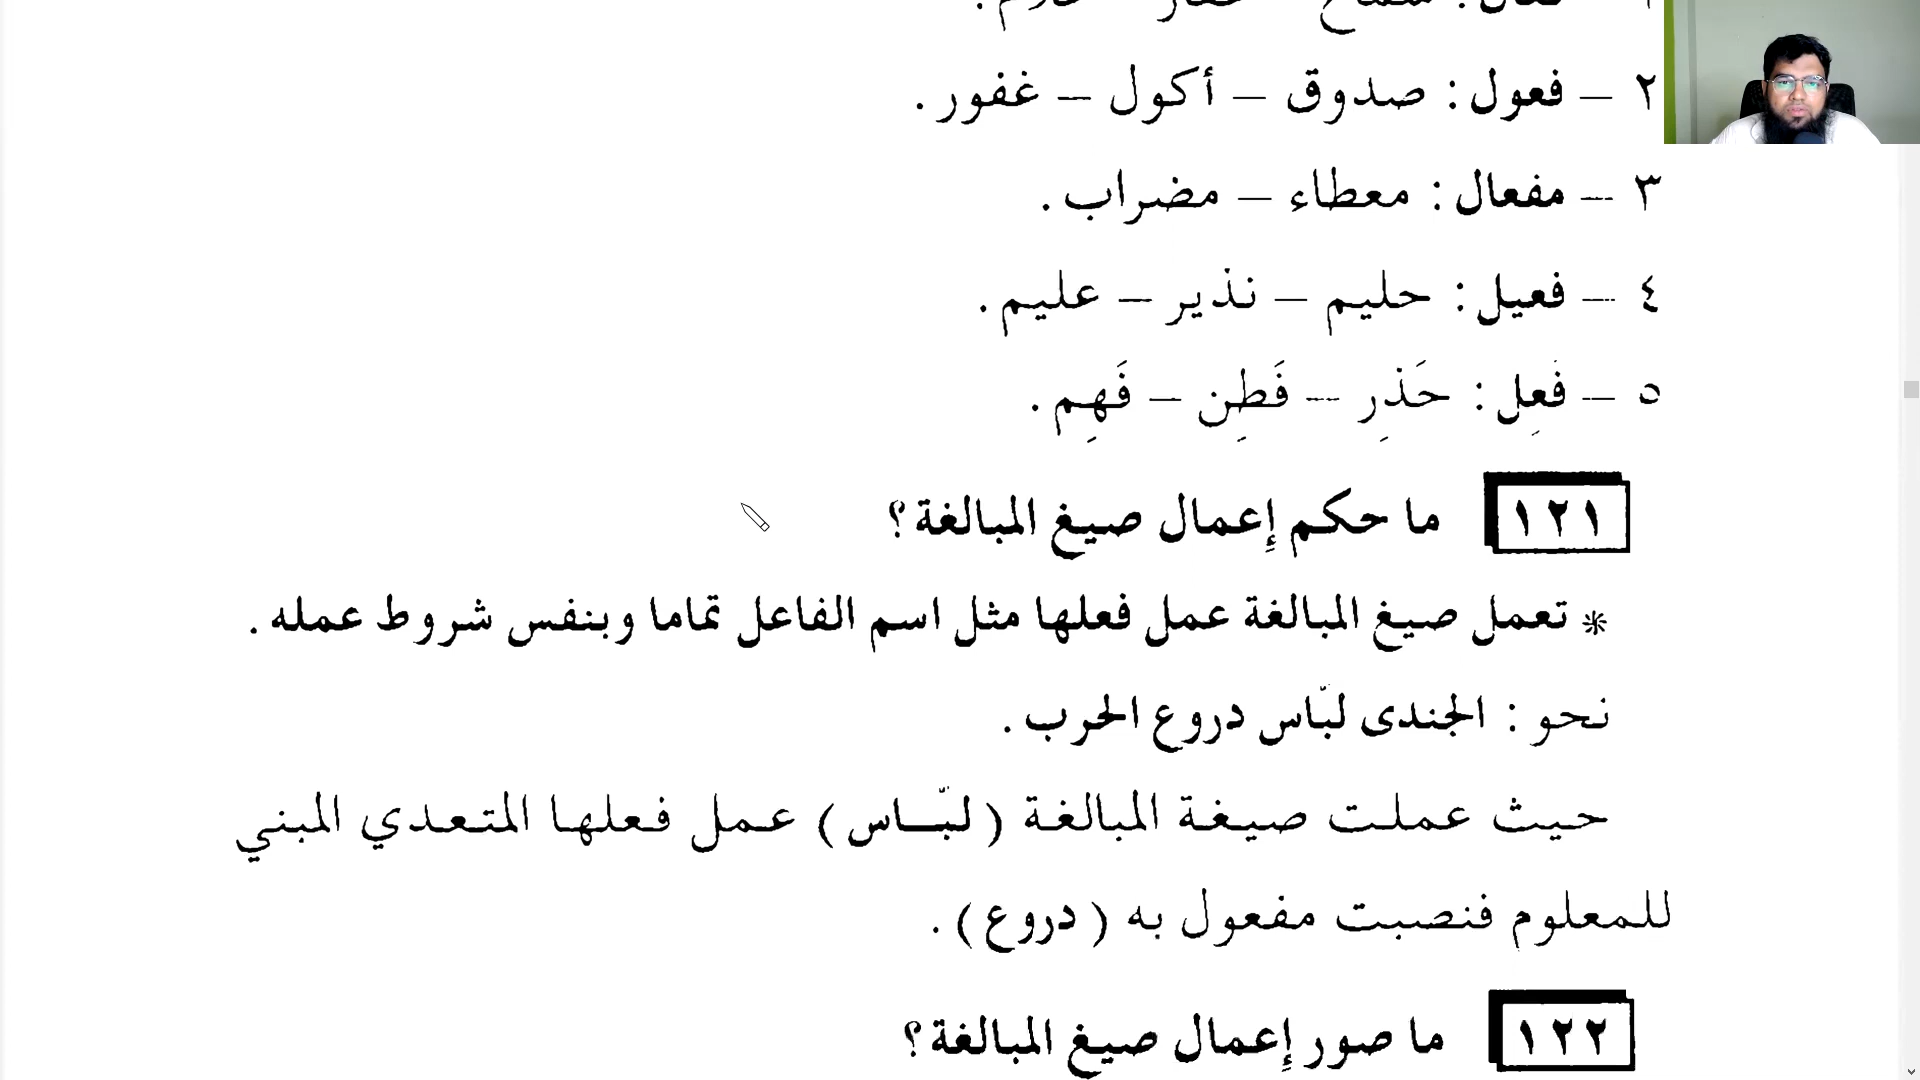 ٢ – فعول : صدوق – أكول – غفور .
٣ – مفعال : معطاء – مضراب .
٤ – فعيل : حليم – نذير – عليم .
٥ – فَعِل : حَذِر – فَطِن – فَهِم .
١٢١ ما حكم إِعمال صيغ المبالغة ؟
* تعمل صيغ المبالغة عمل فعلها مثل اسم الفاعل تماما وبنفس شروط عمله .
نحو : الجندى لبّاس دروع الحرب .
حيث عملت صيغة المبالغة ( لبّاس ) عمل فعلها المتعدي المبني
للمعلوم فنصبت مفعول به ( دروع ) .
١٢٢ ما صور إِعمال صيغ المبالغة ؟